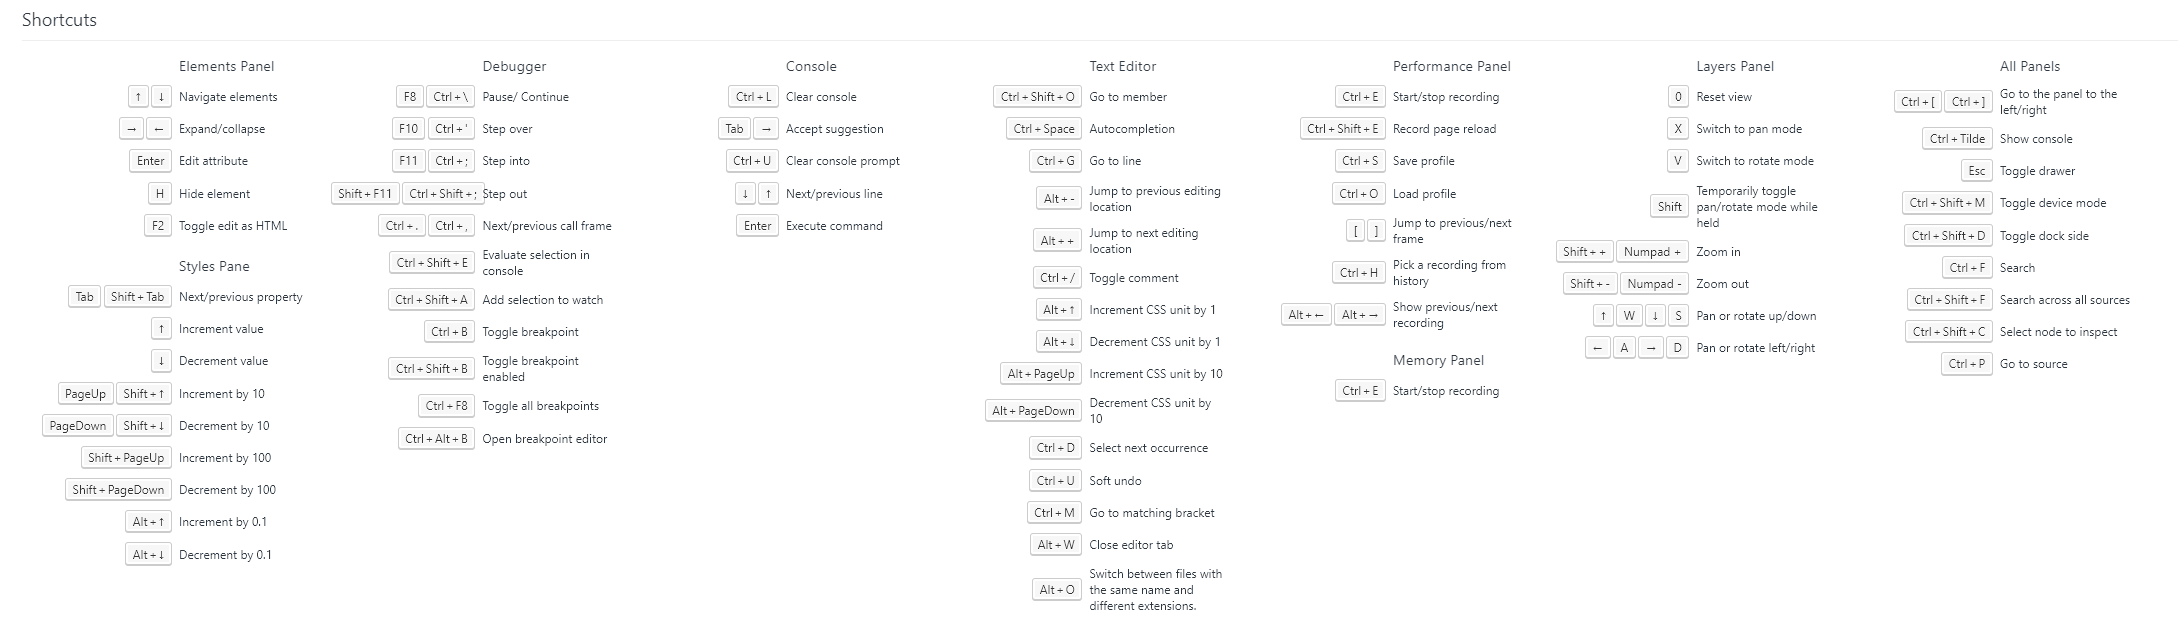 Shortcuts
Elements Panel
↑ ↓ Navigate elements
→ ← Expand/collapse
Enter Edit attribute
H Hide element
F2 Toggle edit as HTML
Styles Pane
Tab Shift + Tab Next/previous property
↑ Increment value
↓ Decrement value
PageUp Shift + ↑ Increment by 10
PageDown Shift + ↓ Decrement by 10
Shift + PageUp Increment by 100
Shift + PageDown Decrement by 100
Alt + ↑ Increment by 0.1
Alt + ↓ Decrement by 0.1
Debugger
F8 Ctrl + \ Pause/ Continue
F10 Ctrl + ' Step over
F11 Ctrl + ; Step into
Shift + F11 Ctrl + Shift + ; Step out
Ctrl + . Ctrl + , Next/previous call frame
Ctrl + Shift + E Evaluate selection in
console
Ctrl + Shift + A Add selection to watch
Ctrl + B Toggle breakpoint
Ctrl + Shift + B Toggle breakpoint
enabled
Ctrl + F8 Toggle all breakpoints
Ctrl + Alt + B Open breakpoint editor
Console
Ctrl + L Clear console
Tab → Accept suggestion
Ctrl + U Clear console prompt
↓ ↑ Next/previous line
Enter Execute command
Text Editor
Ctrl + Shift + O Go to member
Ctrl + Space Autocompletion
Ctrl + G Go to line
Alt + - Jump to previous editing
location
Alt + + Jump to next editing
location
Ctrl + / Toggle comment
Alt + ↑ Increment CSS unit by 1
Alt + ↓ Decrement CSS unit by 1
Alt + PageUp Increment CSS unit by 10
Alt + PageDown Decrement CSS unit by
10
Ctrl + D Select next occurrence
Ctrl + U Soft undo
Ctrl + M Go to matching bracket
Alt + W Close editor tab
Alt + O Switch between files with
the same name and
different extensions.
Performance Panel
Ctrl + E Start/stop recording
Ctrl + Shift + E Record page reload
Ctrl + S Save profile
Ctrl + O Load profile
[ ] Jump to previous/next
frame
Ctrl + H Pick a recording from
history
Alt + ← Alt + → Show previous/next
recording
Memory Panel
Ctrl + E Start/stop recording
Layers Panel
0 Reset view
X Switch to pan mode
V Switch to rotate mode
Shift Temporarily toggle
pan/rotate mode while
held
Shift + + Numpad + Zoom in
Shift + - Numpad - Zoom out
↑ W ↓ S Pan or rotate up/down
← A → D Pan or rotate left/right
All Panels
Ctrl + [ Ctrl + ] Go to the panel to the
left/right
Ctrl + Tilde Show console
Esc Toggle drawer
Ctrl + Shift + M Toggle device mode
Ctrl + Shift + D Toggle dock side
Ctrl + F Search
Ctrl + Shift + F Search across all sources
Ctrl + Shift + C Select node to inspect
Ctrl + P Go to source